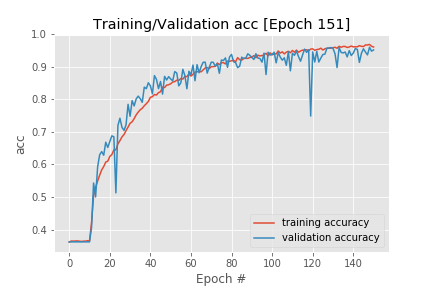 Training/Validation acc [Epoch 151]
1.0
0.9
0.8
0.7
0.6
0.5
0.4
acc
0 20 40 60 80 100 120 140
Epoch #
training accuracy
validation accuracy